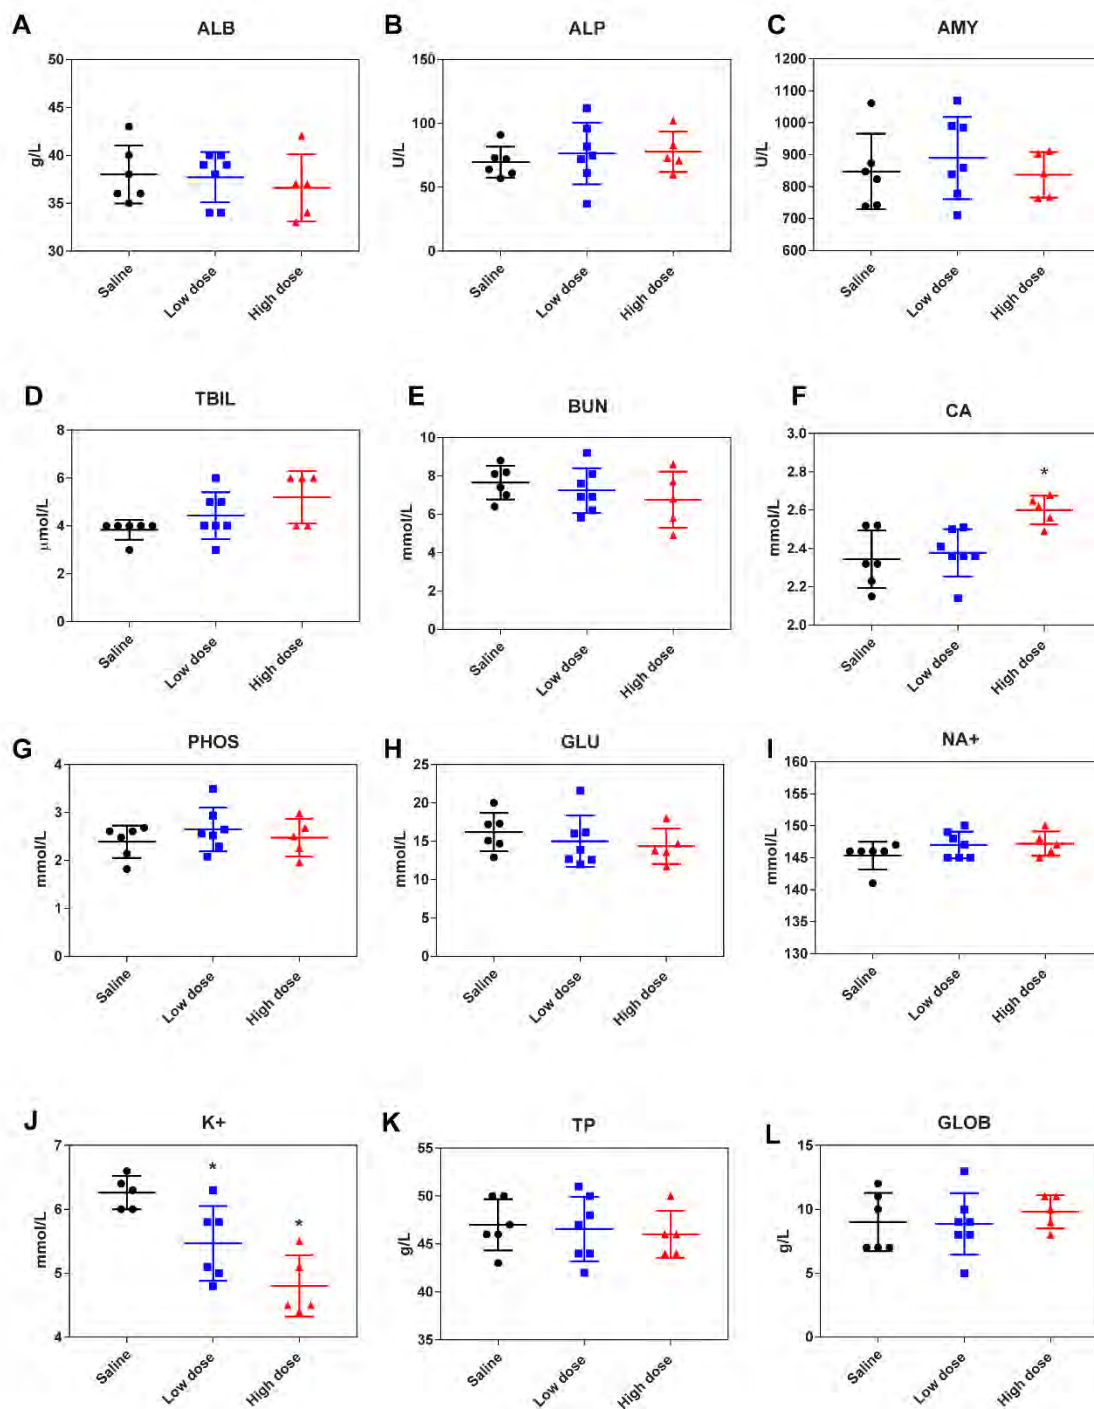 A
ALB
g/L
50
45
40
35
30
Saline
Low dose
High dose
B
ALP
U/L
150
100
50
0
Saline
Low dose
High dose
C
AMY
U/L
1200
1100
1000
900
800
700
600
Saline
Low dose
High dose
D
TBIL
μmol/L
8
6
4
2
0
Saline
Low dose
High dose
E
BUN
mmol/L
10
8
6
4
2
0
Saline
Low dose
High dose
F
CA
mmol/L
3.0
2.8
2.6
2.4
2.2
2.0
*
Saline
Low dose
High dose
G
PHOS
mmol/L
4
3
2
1
0
Saline
Low dose
High dose
H
GLU
mmol/L
25
20
15
10
5
0
Saline
Low dose
High dose
I
NA+
mmol/L
160
155
150
145
140
135
130
Saline
Low dose
High dose
J
K+
mmol/L
7
6
5
4
*
*
Saline
Low dose
High dose
K
TP
g/L
55
50
45
40
35
Saline
Low dose
High dose
L
GLOB
g/L
15
10
5
0
Saline
Low dose
High dose